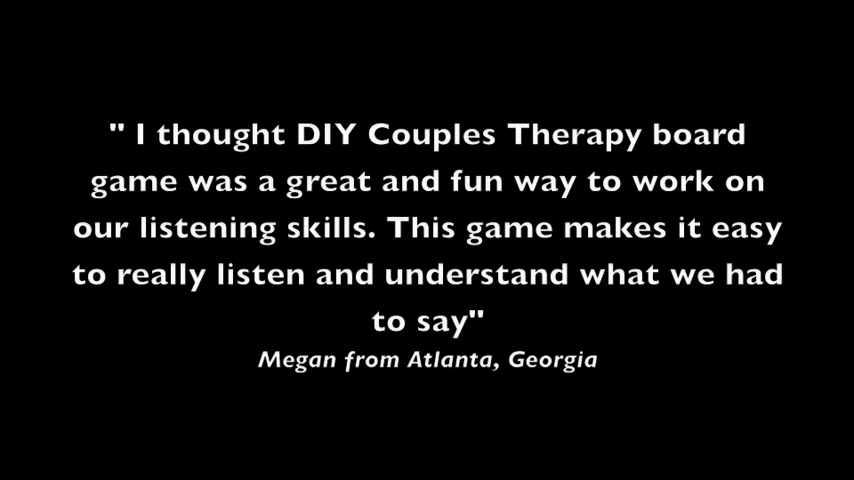 " I thought DIY Couples Therapy board
game was a great and fun way to work on
our listening skills. This game makes it easy
to really listen and understand what we had
to say"
Megan from Atlanta, Georgia